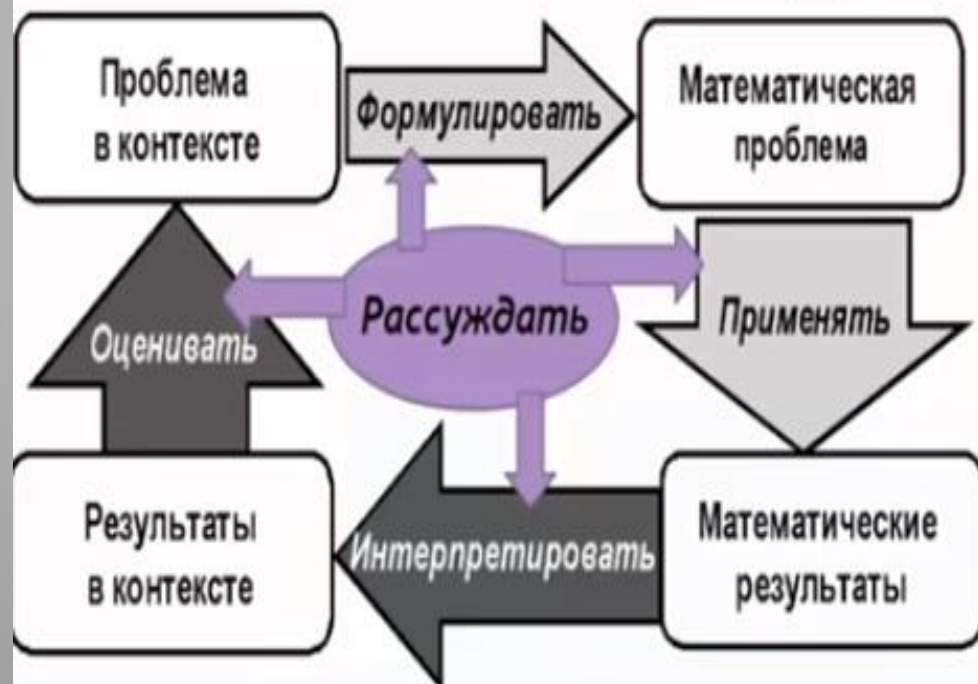 Проблема
в контексте
Формулировать
Математическая
проблема
Рассуждать
Оценивать
Применять
Результаты
в контексте
Интерпретировать
Математические
результаты